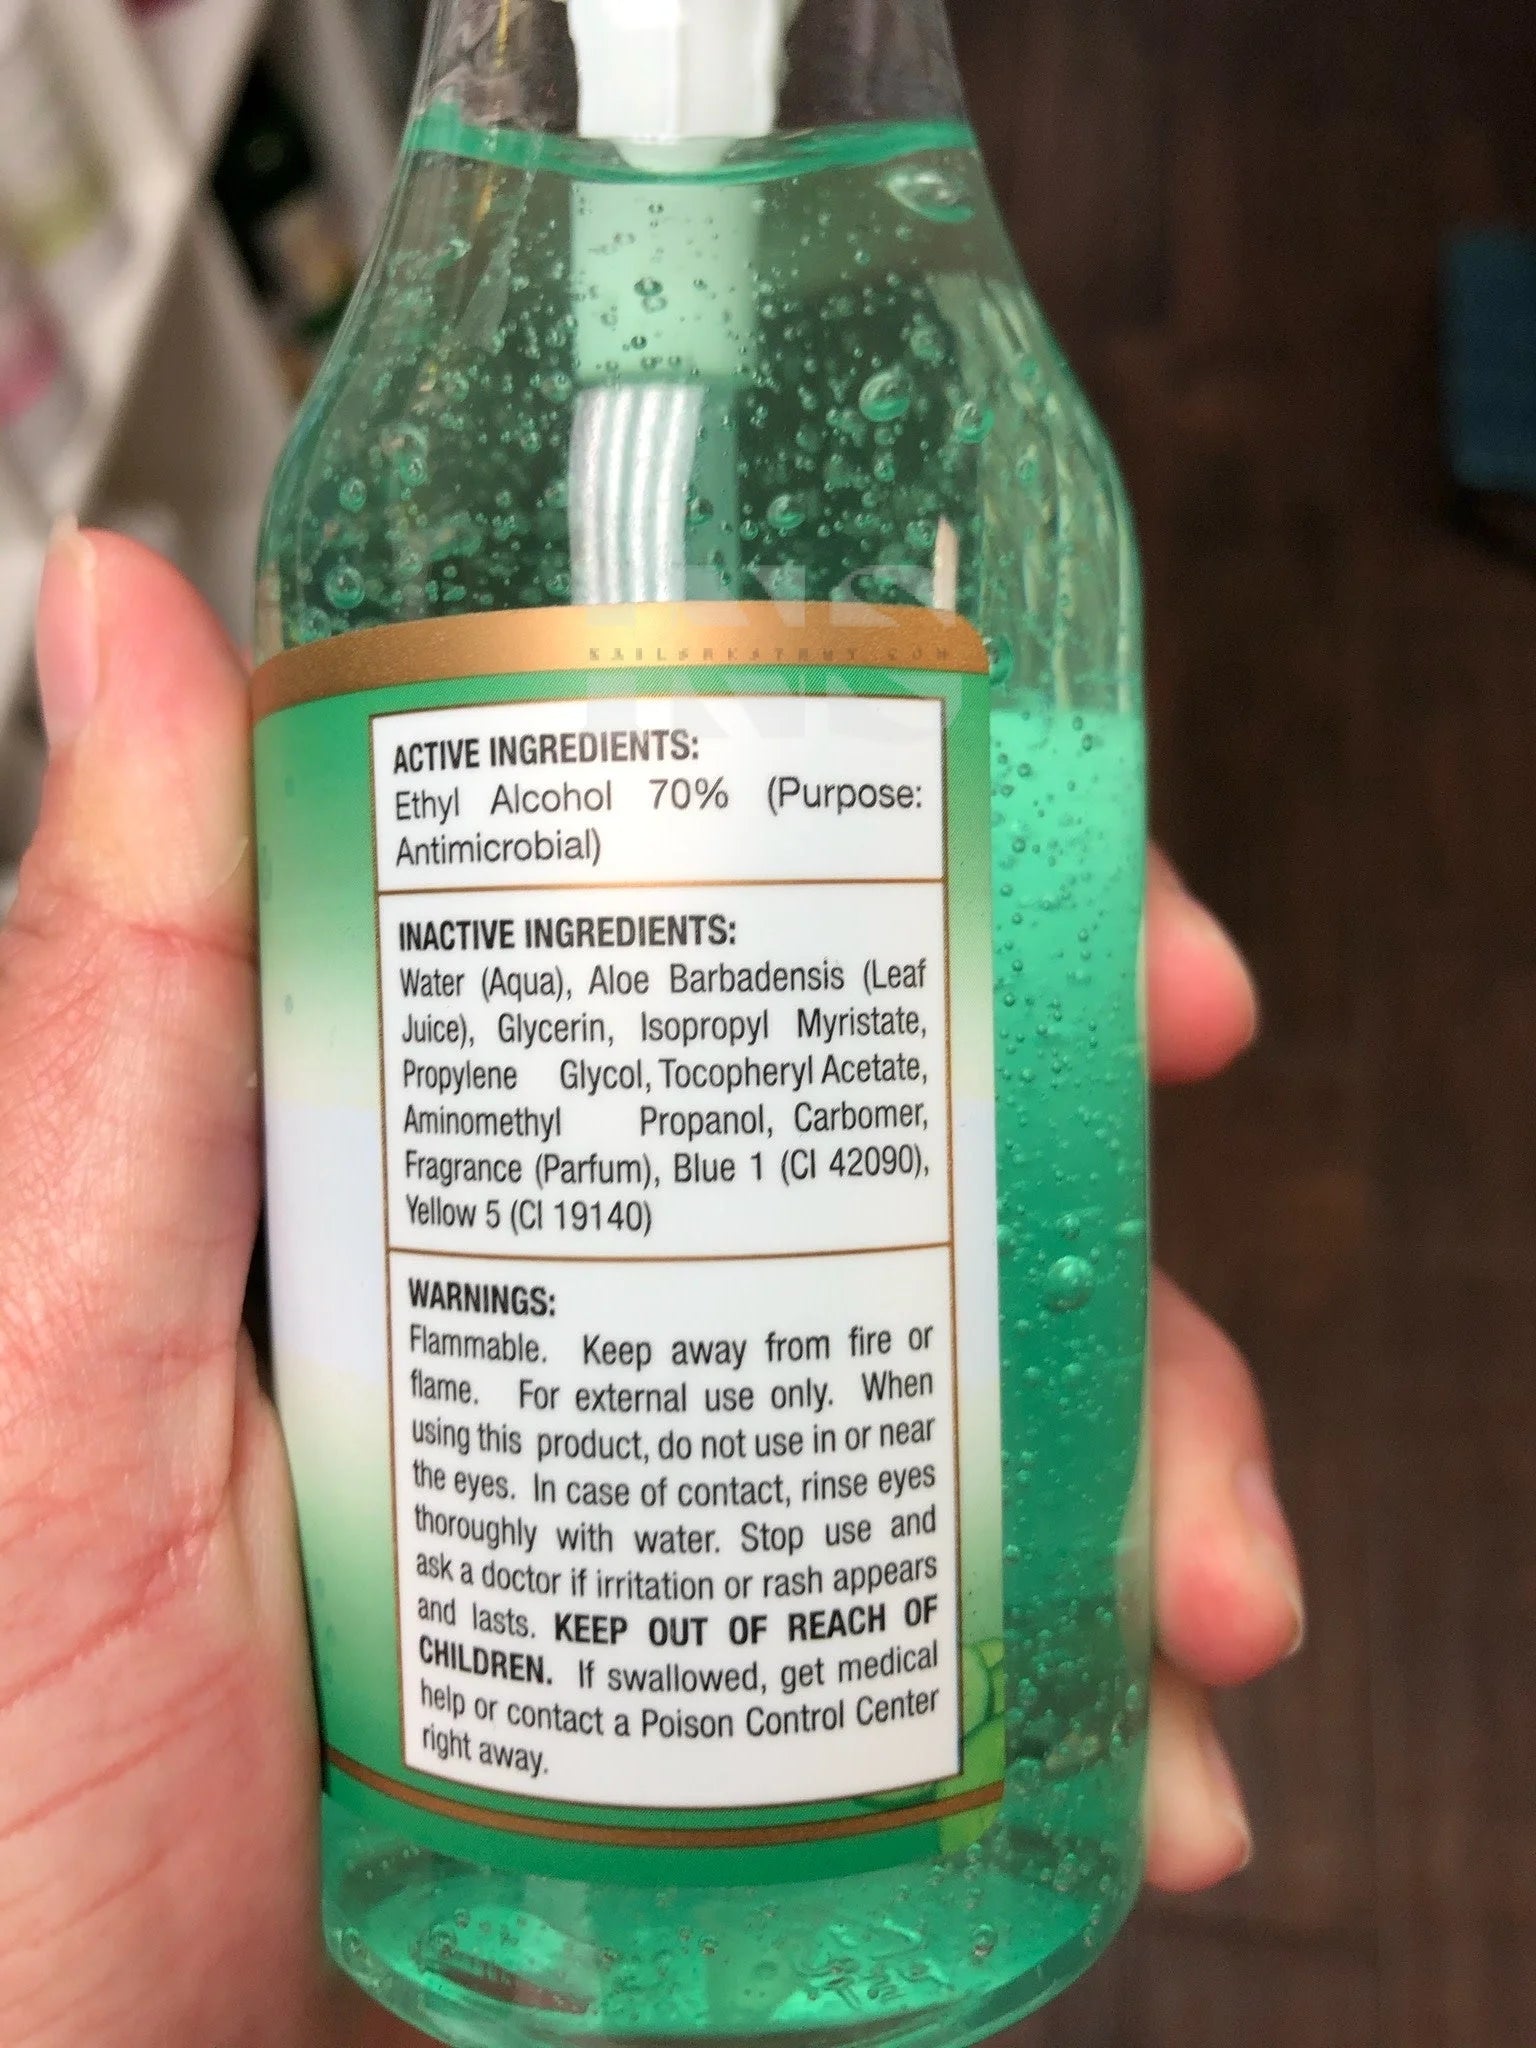 NAILSRESTAMY.COM
ACTIVE INGREDIENTS:
Ethyl Alcohol 70% (Purpose:
Antimicrobial)
INACTIVE INGREDIENTS:
Water (Aqua), Aloe Barbadensis (Leaf
Juice), Glycerin, Isopropyl Myristate,
Propylene Glycol, Tocopheryl Acetate,
Aminomethyl Propanol, Carbomer,
Fragrance (Parfum), Blue 1 (CI 42090),
Yellow 5 (CI 19140)
WARNINGS:
Flammable. Keep away from fire or
flame. For external use only. When
using this product, do not use in or near
the eyes. In case of contact, rinse eyes
thoroughly with water. Stop use and
ask a doctor if irritation or rash appears
and lasts. KEEP OUT OF REACH OF
CHILDREN. If swallowed, get medical
help or contact a Poison Control Center
right away.